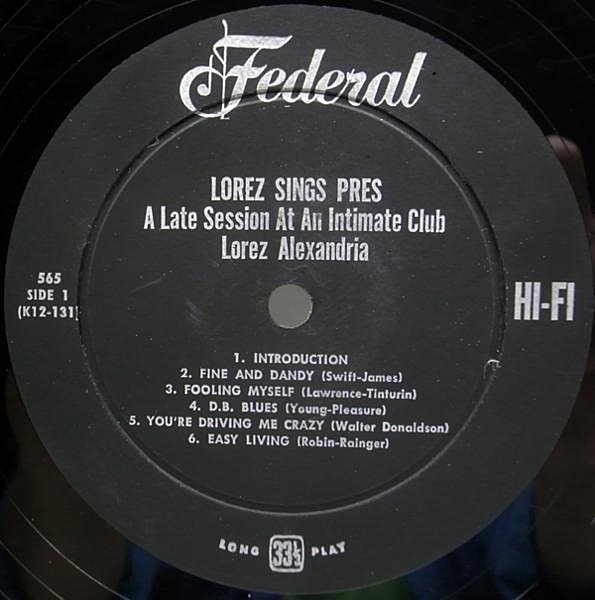 Federal
LOREZ SINGS PRES
A Late Session At An Intimate Club
Lorez Alexandria
565
SIDE 1
(K12-131)
HI-FI
1. INTRODUCTION
2. FINE AND DANDY (Swift-James)
3. FOOLING MYSELF (Lawrence-Tinturin)
4. D.B. BLUES (Young-Pleasure)
5. YOU'RE DRIVING ME CRAZY (Walter Donaldson)
6. EASY LIVING (Robin-Rainger)
LONG 33⅓ PLAY